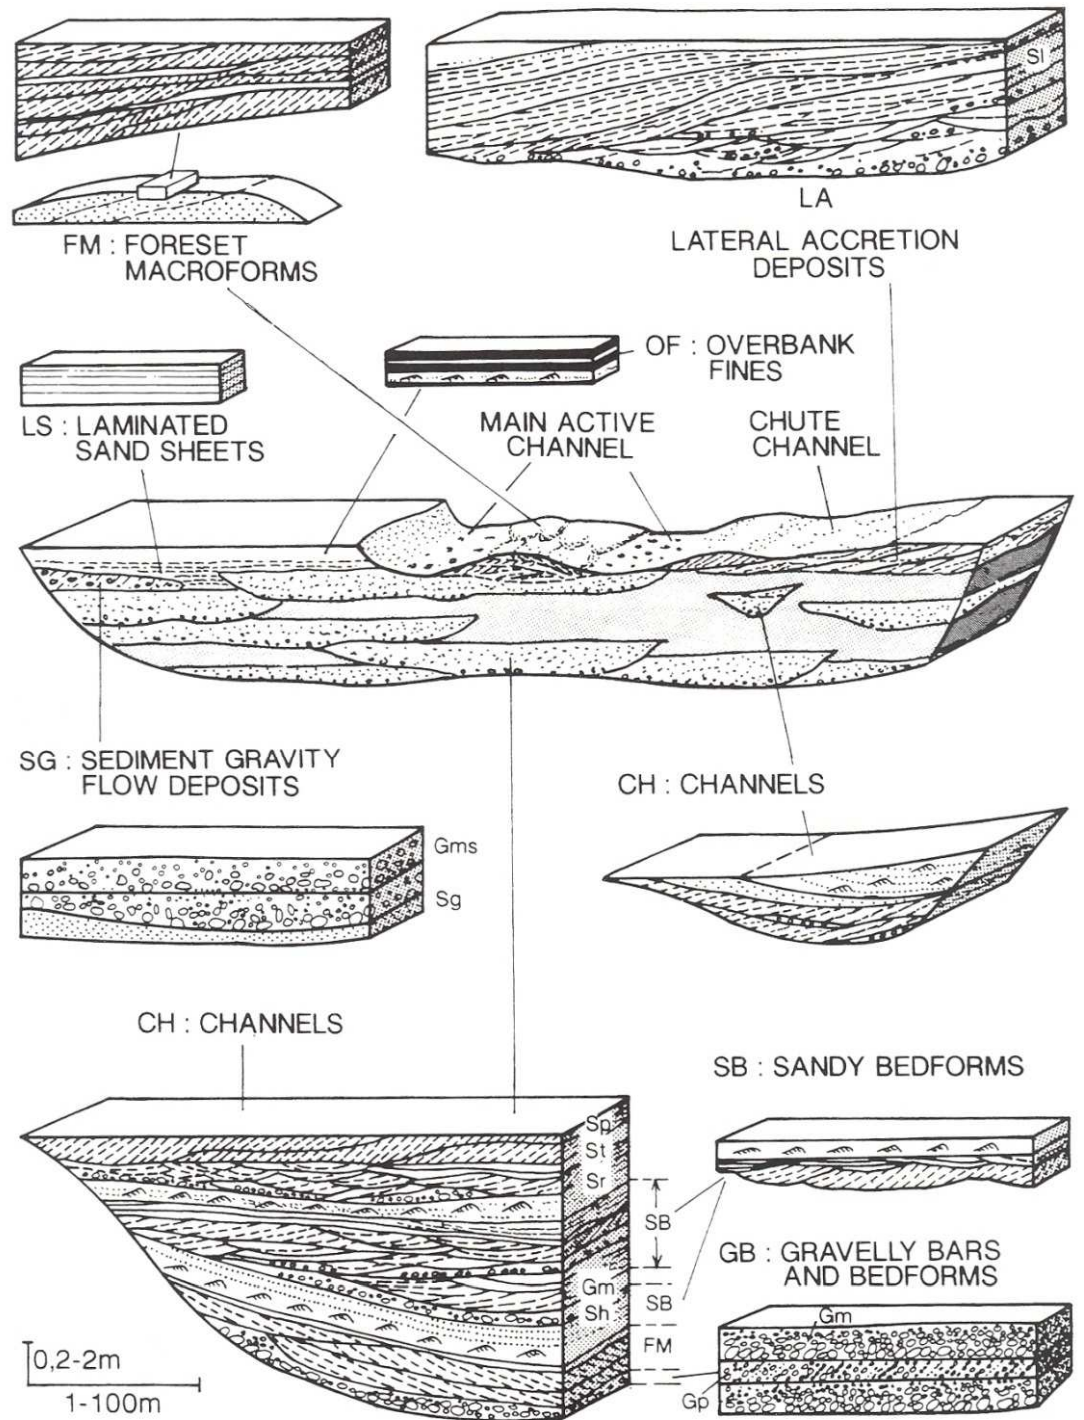 Sl
LA
FM : FORESET
MACROFORMS
LATERAL ACCRETION
DEPOSITS
OF : OVERBANK
FINES
LS : LAMINATED
SAND SHEETS
MAIN ACTIVE
CHANNEL
CHUTE
CHANNEL
SG : SEDIMENT GRAVITY
FLOW DEPOSITS
CH : CHANNELS
Gms
Sg
CH : CHANNELS
SB : SANDY BEDFORMS
Sp
St
Sr
SB
GB : GRAVELLY BARS
AND BEDFORMS
Gm
Sh
SB
FM
Gm
Gp
0,2-2m
1-100m